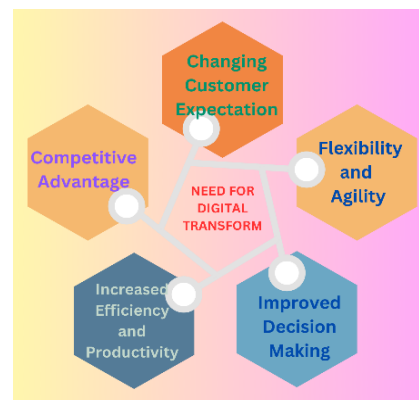 Changing
Customer
Expectation
Competitive
Advantage
Flexibility
and
Agility
NEED FOR
DIGITAL
TRANSFORM
Increased
Efficiency
and
Productivity
Improved
Decision
Making